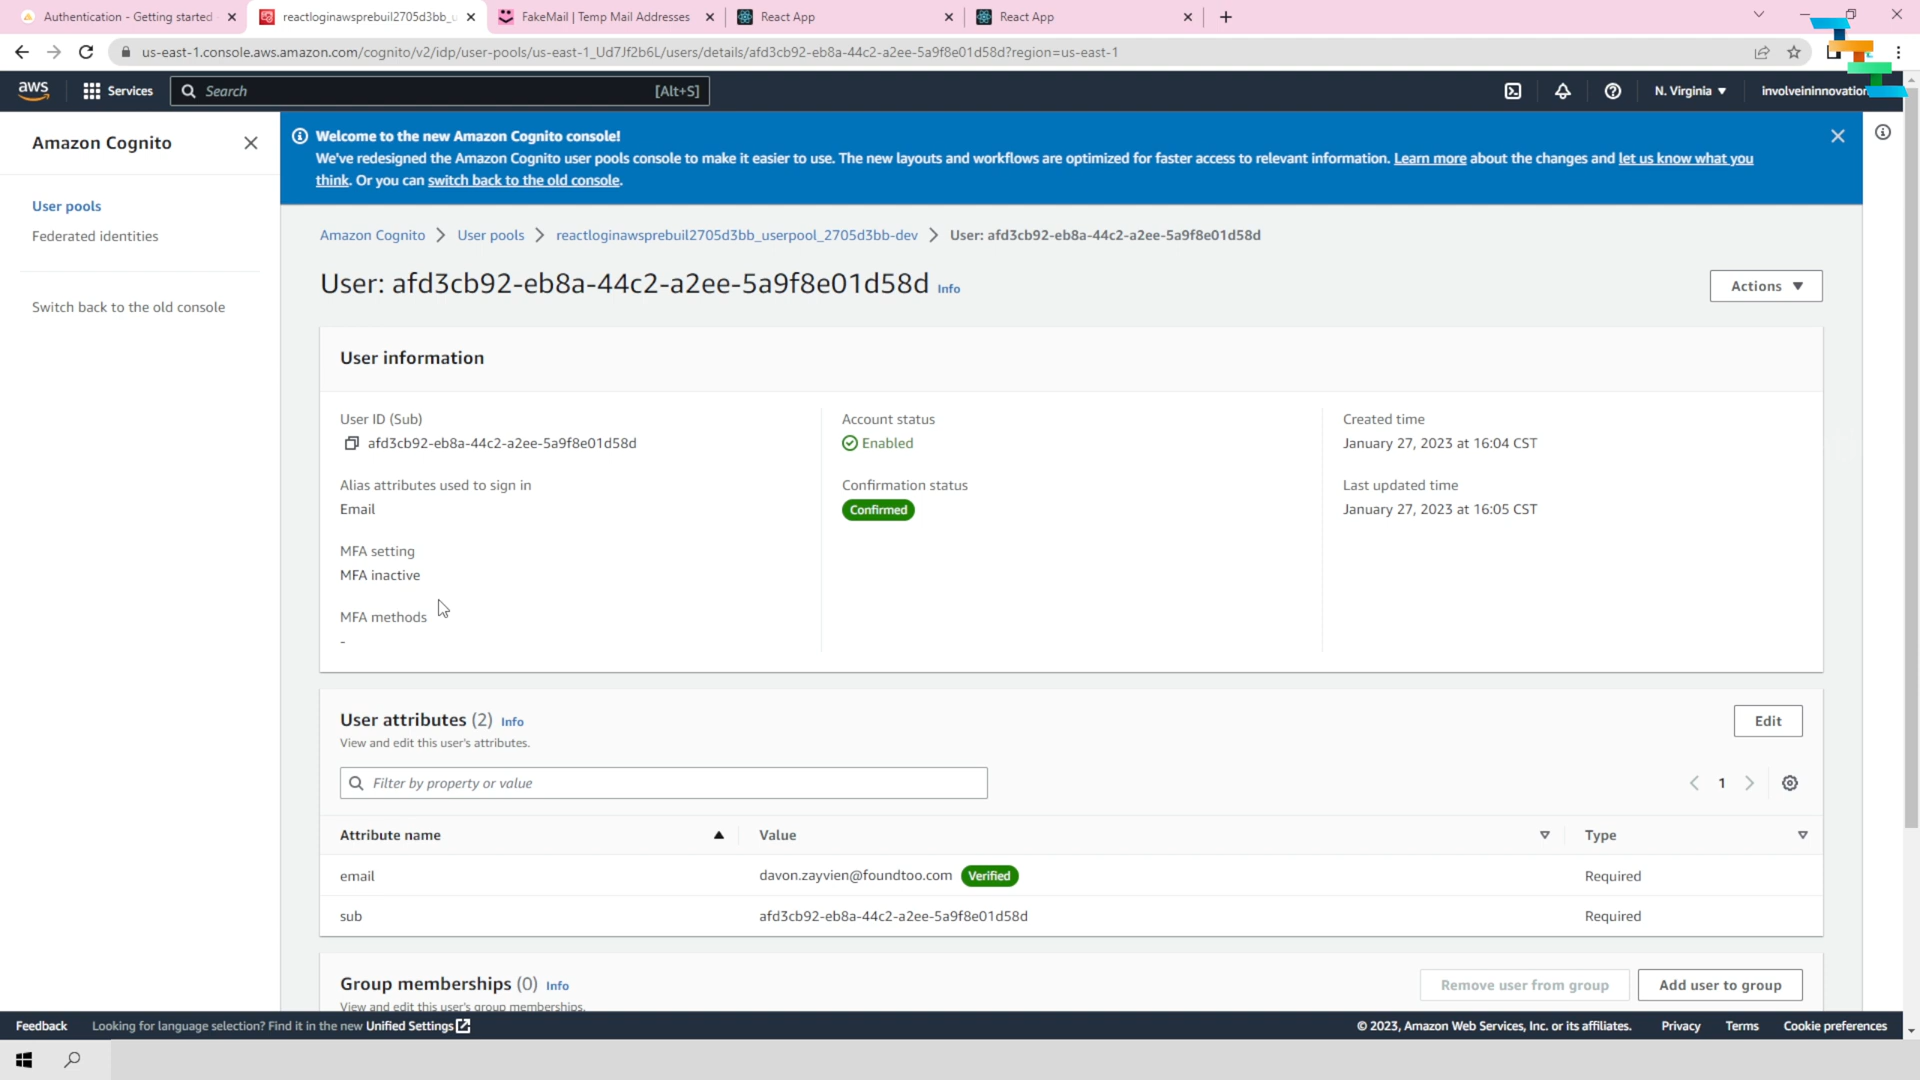 Authentication - Getting started
reactloginawsprebuil2705d3bb_u
FakeMail | Temp Mail Addresses
React App
React App
us-east-1.console.aws.amazon.com/cognito/v2/idp/user-pools/us-east-1_Ud7Jf2b6L/users/details/afd3cb92-eb8a-44c2-a2ee-5a9f8e01d58d?region=us-east-1
aws
Services
Search
[Alt+S]
N. Virginia
involveininnovation
Amazon Cognito
User pools
Federated identities
Switch back to the old console
Welcome to the new Amazon Cognito console!
We've redesigned the Amazon Cognito user pools console to make it easier to use. The new layouts and workflows are optimized for faster access to relevant information. Learn more about the changes and let us know what you
think. Or you can switch back to the old console.
Amazon Cognito
User pools
reactloginawsprebuil2705d3bb_userpool_2705d3bb-dev
User: afd3cb92-eb8a-44c2-a2ee-5a9f8e01d58d
User: afd3cb92-eb8a-44c2-a2ee-5a9f8e01d58d Info
Actions
User information
User ID (Sub)
afd3cb92-eb8a-44c2-a2ee-5a9f8e01d58d
Alias attributes used to sign in
Email
MFA setting
MFA inactive
MFA methods
-
Account status
Enabled
Confirmation status
Confirmed
Created time
January 27, 2023 at 16:04 CST
Last updated time
January 27, 2023 at 16:05 CST
User attributes (2) Info
View and edit this user's attributes.
Edit
Filter by property or value
1
Attribute name
Value
Type
email
davon.zayvien@foundtoo.com Verified
Required
sub
afd3cb92-eb8a-44c2-a2ee-5a9f8e01d58d
Required
Group memberships (0) Info
View and edit this user's group memberships.
Remove user from group
Add user to group
Feedback
Looking for language selection? Find it in the new Unified Settings
© 2023, Amazon Web Services, Inc. or its affiliates.
Privacy
Terms
Cookie preferences